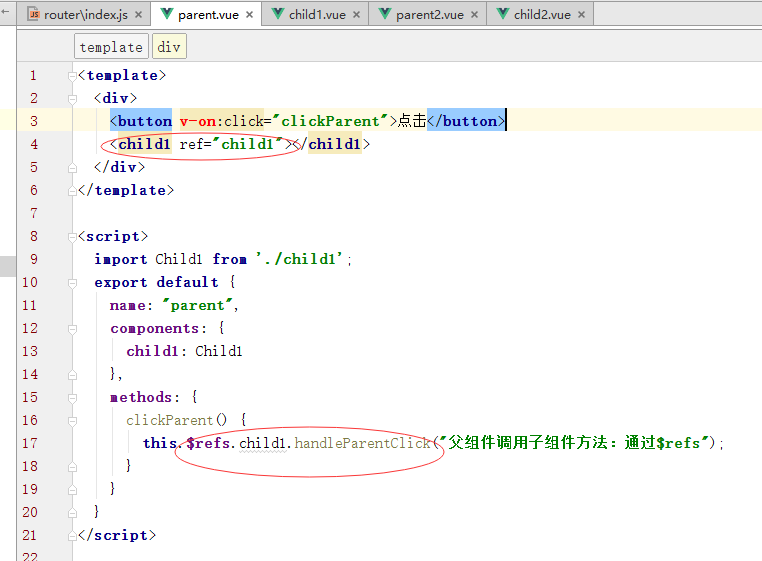 router\index.js × parent.vue × child1.vue × parent2.vue × child2.vue ×
template div
1 <template>
2 <div>
3 <button v-on:click="clickParent">点击</button>
4 <child1 ref="child1"></child1>
5 </div>
6 </template>
7
8 <script>
9 import Child1 from './child1';
10 export default {
11 name: "parent",
12 components: {
13 child1: Child1
14 },
15 methods: {
16 clickParent() {
17 this.$refs.child1.handleParentClick("父组件调用子组件方法：通过$refs");
18 }
19 }
20 }
21 </script>
22